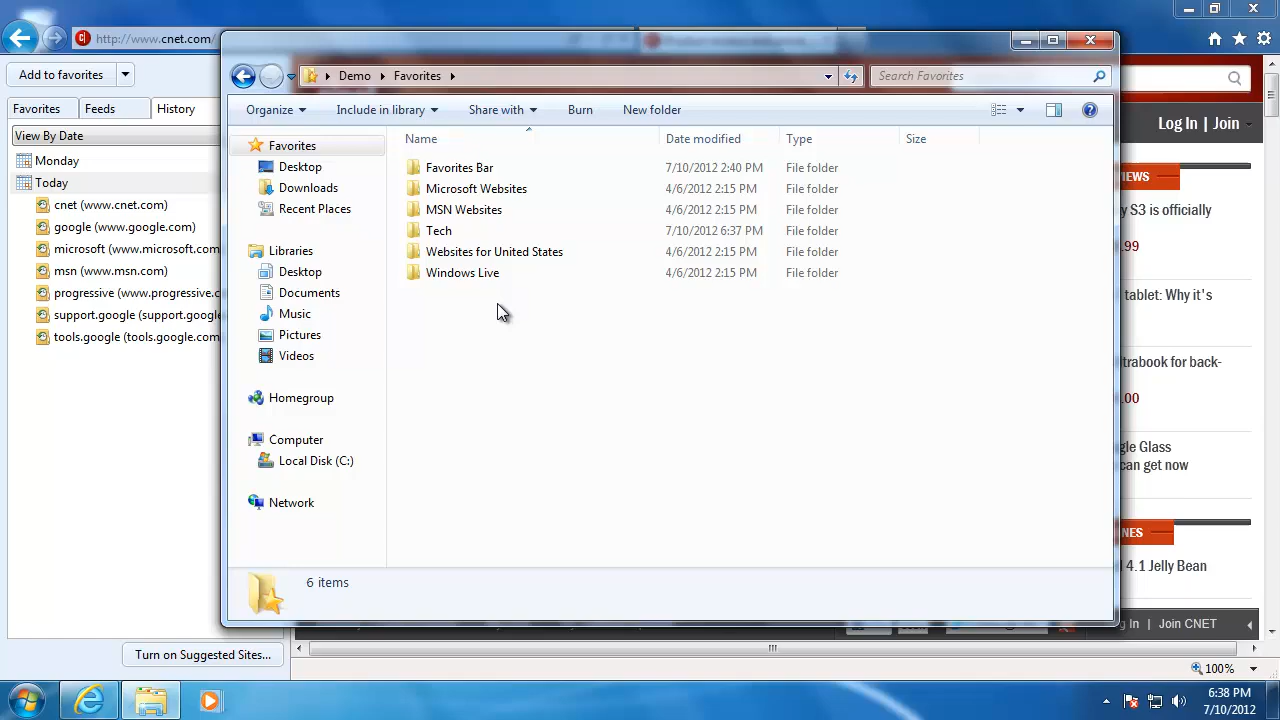 http://www.cnet.com/
Add to favorites
Favorites
Feeds
History
View By Date
Monday
Today
cnet (www.cnet.com)
google (www.google.com)
microsoft (www.microsoft.com
msn (www.msn.com)
progressive (www.progressive.c
support.google (support.google
tools.google (tools.google.com
Turn on Suggested Sites...
Demo
Favorites
Search Favorites
Organize
Include in library
Share with
Burn
New folder
Favorites
Desktop
Downloads
Recent Places
Libraries
Desktop
Documents
Music
Pictures
Videos
Homegroup
Computer
Local Disk (C:)
Network
Name Date modified Type Size
Favorites Bar 7/10/2012 2:40 PM File folder
Microsoft Websites 4/6/2012 2:15 PM File folder
MSN Websites 4/6/2012 2:15 PM File folder
Tech 7/10/2012 6:37 PM File folder
Websites for United States 4/6/2012 2:15 PM File folder
Windows Live 4/6/2012 2:15 PM File folder
6 items
Log In | Join
IEWS
y S3 is officially
.99
tablet: Why it's
trabook for back-
.00
gle Glass
can get now
NES
4.1 Jelly Bean
g In | Join CNET
100%
6:38 PM
7/10/2012